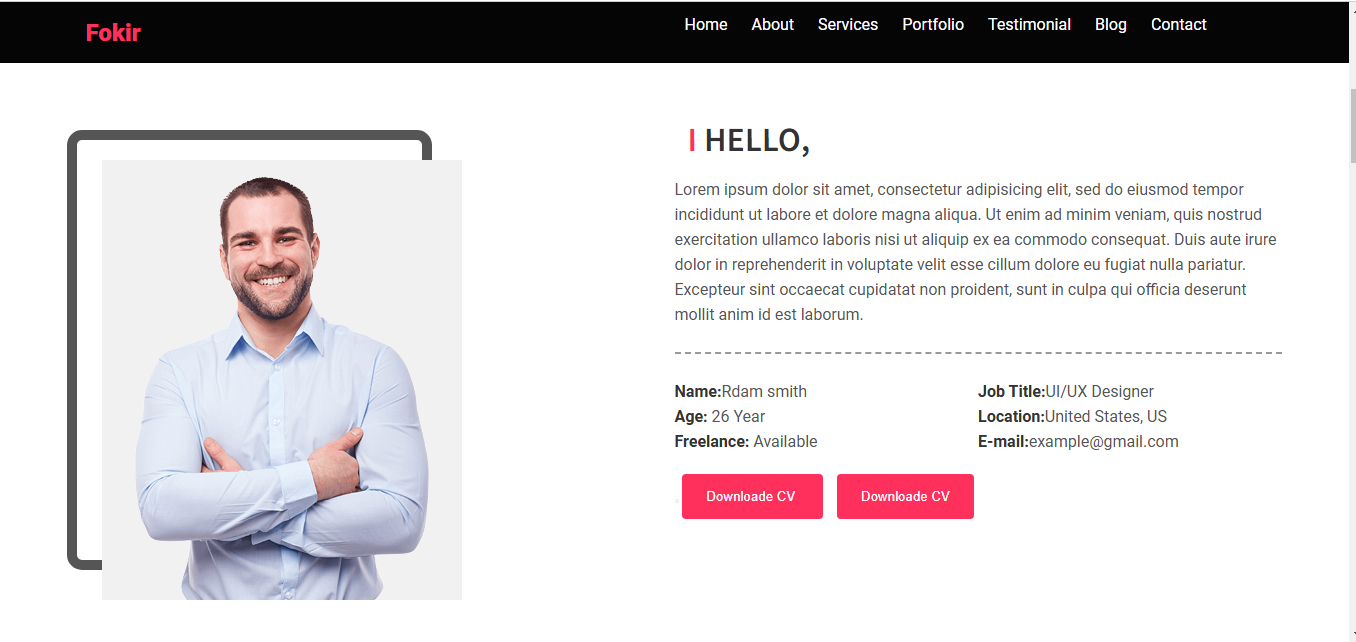 Fokir
Home About Services Portfolio Testimonial Blog Contact
I HELLO,
Lorem ipsum dolor sit amet, consectetur adipisicing elit, sed do eiusmod tempor
incididunt ut labore et dolore magna aliqua. Ut enim ad minim veniam, quis nostrud
exercitation ullamco laboris nisi ut aliquip ex ea commodo consequat. Duis aute irure
dolor in reprehenderit in voluptate velit esse cillum dolore eu fugiat nulla pariatur.
Excepteur sint occaecat cupidatat non proident, sunt in culpa qui officia deserunt
mollit anim id est laborum.
Name:Rdam smith
Age: 26 Year
Freelance: Available
Job Title:UI/UX Designer
Location:United States, US
E-mail:example@gmail.com
Downloade CV
Downloade CV